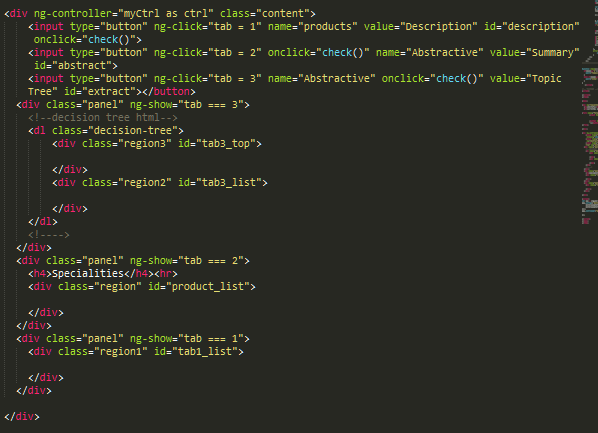 <div ng-controller="myCtrl as ctrl" class="content">
<input type="button" ng-click="tab = 1" name="products" value="Description" id="description"
onclick="check()">
<input type="button" ng-click="tab = 2" onclick="check()" name="Abstractive" value="Summary"
id="abstract">
<input type="button" ng-click="tab = 3" name="Abstractive" onclick="check()" value="Topic
Tree" id="extract"></button>
<div class="panel" ng-show="tab === 3">
<!--decision tree html-->
<dl class="decision-tree">
<div class="region3" id="tab3_top">
</div>
<div class="region2" id="tab3_list">
</div>
</dl>
<!---->
</div>
<div class="panel" ng-show="tab === 2">
<h4>Specialities</h4><hr>
<div class="region" id="product_list">
</div>
</div>
<div class="panel" ng-show="tab === 1">
<div class="region1" id="tab1_list">
</div>
</div>
</div>